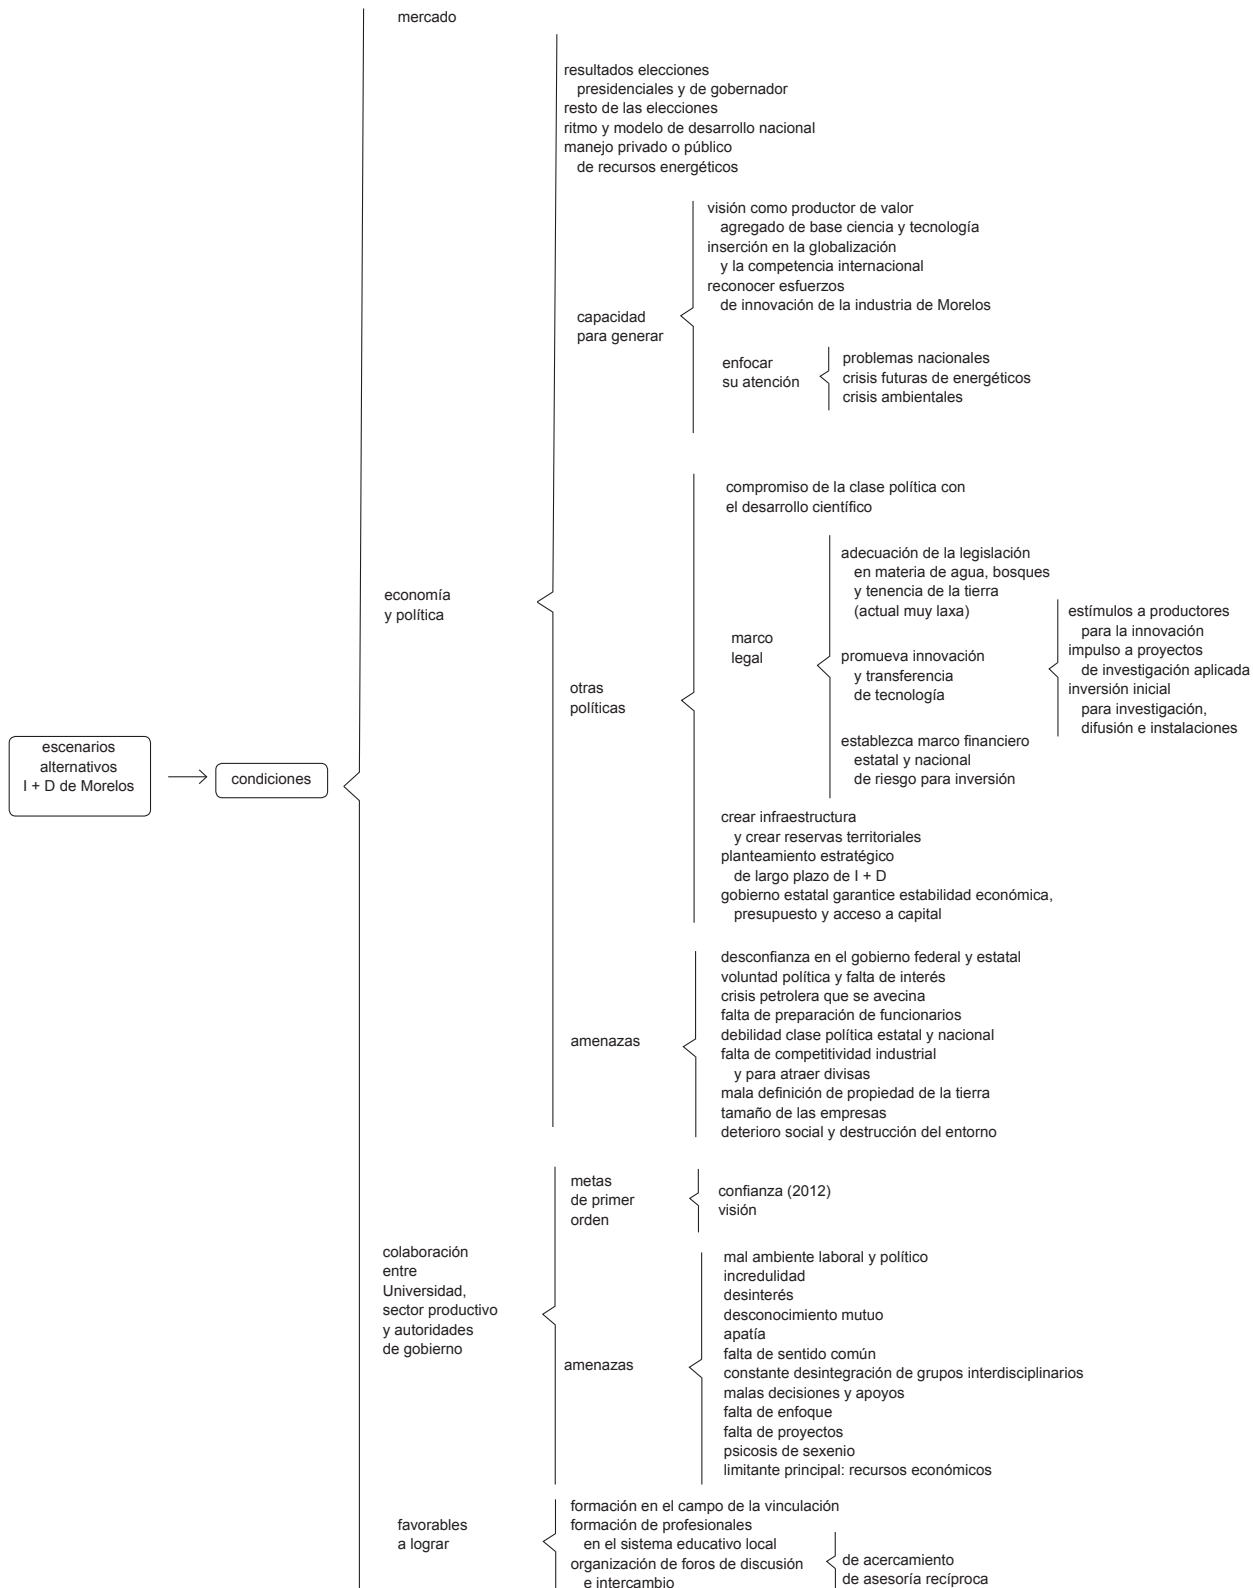 mercado
resultados elecciones
presidenciales y de gobernador
resto de las elecciones
ritmo y modelo de desarrollo nacional
manejo privado o público
de recursos energéticos
capacidad
para generar
visión como productor de valor
agregado de base ciencia y tecnología
inserción en la globalización
y la competencia internacional
reconocer esfuerzos
de innovación de la industria de Morelos
enfocar
su atención
problemas nacionales
crisis futuras de energéticos
crisis ambientales
economía
y política
otras
políticas
compromiso de la clase política con
el desarrollo científico
marco
legal
adecuación de la legislación
en materia de agua, bosques
y tenencia de la tierra
(actual muy laxa)
promueva innovación
y transferencia
de tecnología
estímulos a productores
para la innovación
impulso a proyectos
de investigación aplicada
inversión inicial
para investigación,
difusión e instalaciones
establezca marco financiero
estatal y nacional
de riesgo para inversión
crear infraestructura
y crear reservas territoriales
planteamiento estratégico
de largo plazo de I + D
gobierno estatal garantice estabilidad económica,
presupuesto y acceso a capital
escenarios
alternativos
I + D de Morelos
condiciones
amenazas
desconfianza en el gobierno federal y estatal
voluntad política y falta de interés
crisis petrolera que se avecina
falta de preparación de funcionarios
debilidad clase política estatal y nacional
falta de competitividad industrial
y para atraer divisas
mala definición de propiedad de la tierra
tamaño de las empresas
deterioro social y destrucción del entorno
colaboración
entre
Universidad,
sector productivo
y autoridades
de gobierno
metas
de primer
orden
confianza (2012)
visión
amenazas
mal ambiente laboral y político
incredulidad
desinterés
desconocimiento mutuo
apatía
falta de sentido común
constante desintegración de grupos interdisciplinarios
malas decisiones y apoyos
falta de enfoque
falta de proyectos
psicosis de sexenio
limitante principal: recursos económicos
favorables
a lograr
formación en el campo de la vinculación
formación de profesionales
en el sistema educativo local
organización de foros de discusión
e intercambio
de acercamiento
de asesoría recíproca